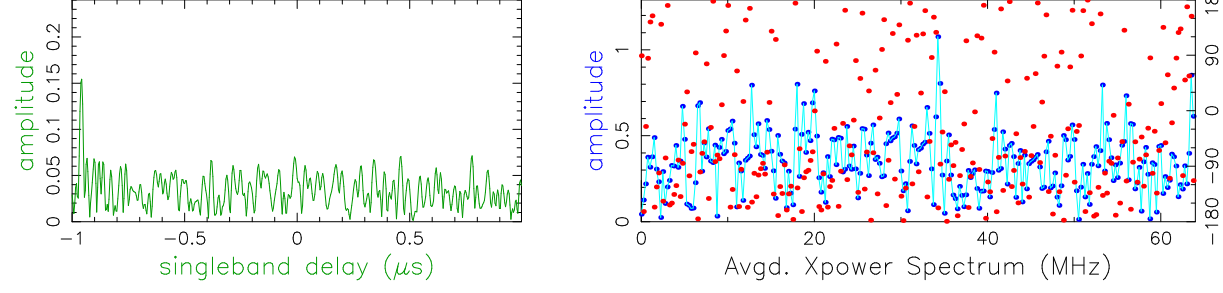 amplitude
0 0.05 0.1 0.15 0.2
−1 −0.5 0 0.5
singleband delay (μs)
amplitude
0 0.5 1
0 20 40 60
Avgd. Xpower Spectrum (MHz)
−180 −90 0 90